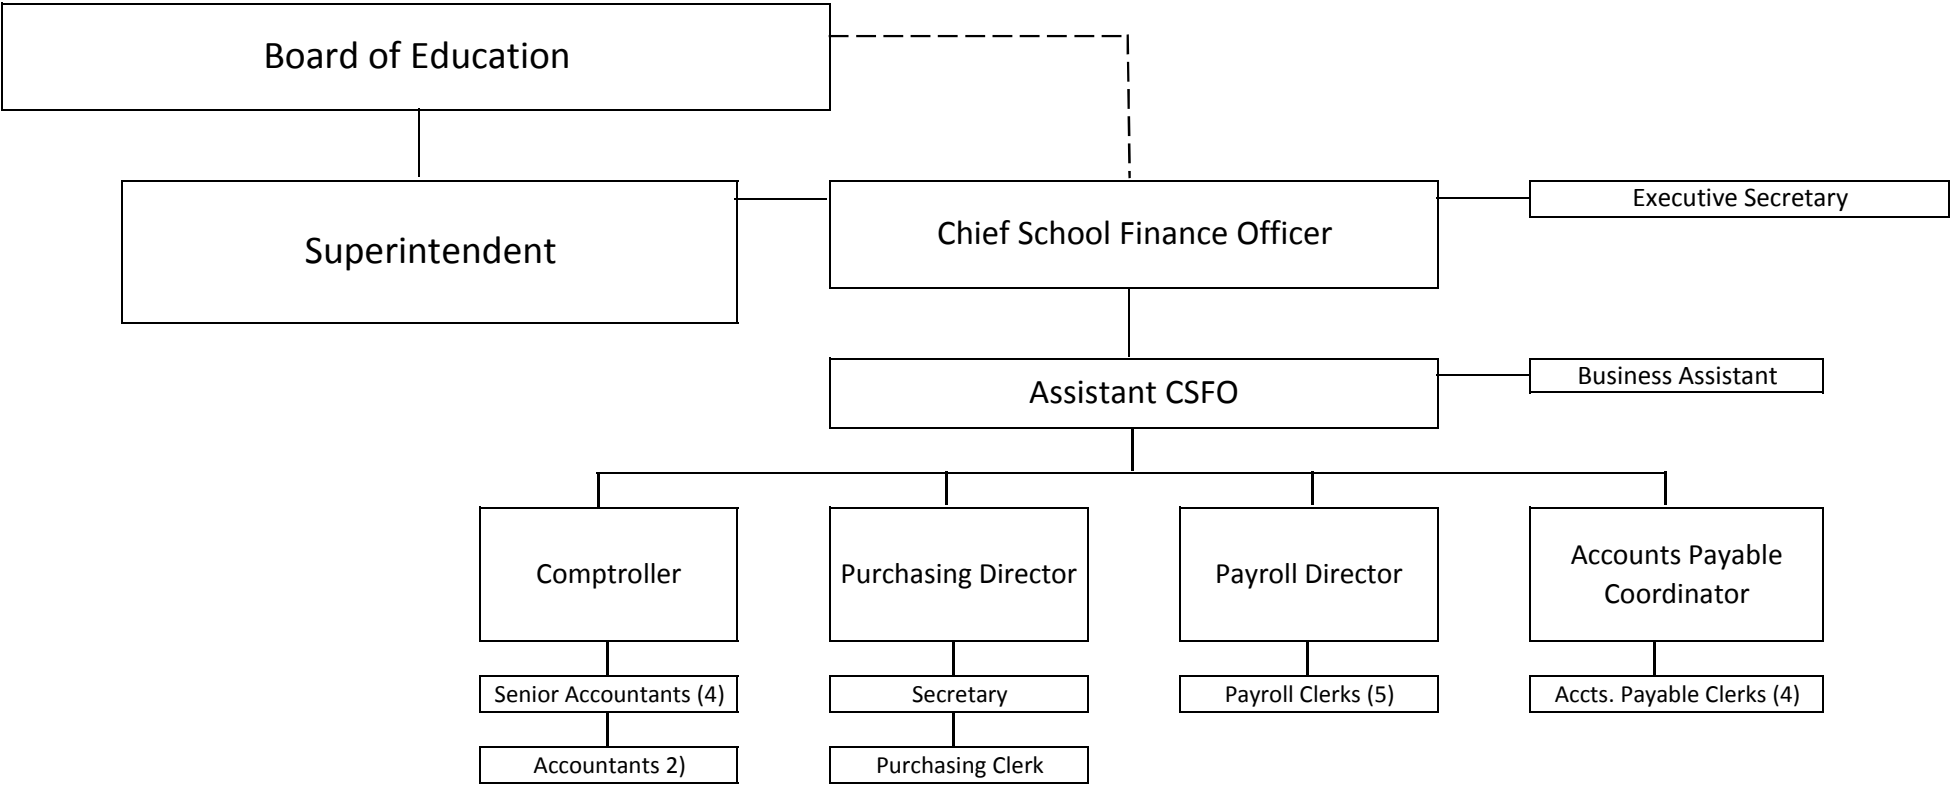 Board of Education
Superintendent
Chief School Finance Officer
Executive Secretary
Assistant CSFO
Business Assistant
Comptroller
Purchasing Director
Payroll Director
Accounts Payable
Coordinator
Senior Accountants (4)
Secretary
Payroll Clerks (5)
Accts. Payable Clerks (4)
Accountants 2)
Purchasing Clerk